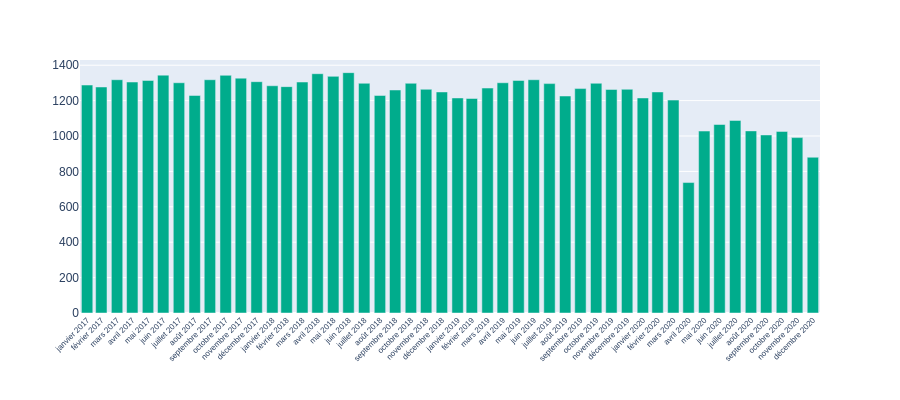 1400
1200
1000
800
600
400
200
0
janvier 2017
février 2017
mars 2017
avril 2017
mai 2017
juin 2017
juillet 2017
août 2017
septembre 2017
octobre 2017
novembre 2017
décembre 2017
janvier 2018
février 2018
mars 2018
avril 2018
mai 2018
juin 2018
juillet 2018
août 2018
septembre 2018
octobre 2018
novembre 2018
décembre 2018
janvier 2019
février 2019
mars 2019
avril 2019
mai 2019
juin 2019
juillet 2019
août 2019
septembre 2019
octobre 2019
novembre 2019
décembre 2019
janvier 2020
février 2020
mars 2020
avril 2020
mai 2020
juin 2020
juillet 2020
août 2020
septembre 2020
octobre 2020
novembre 2020
décembre 2020